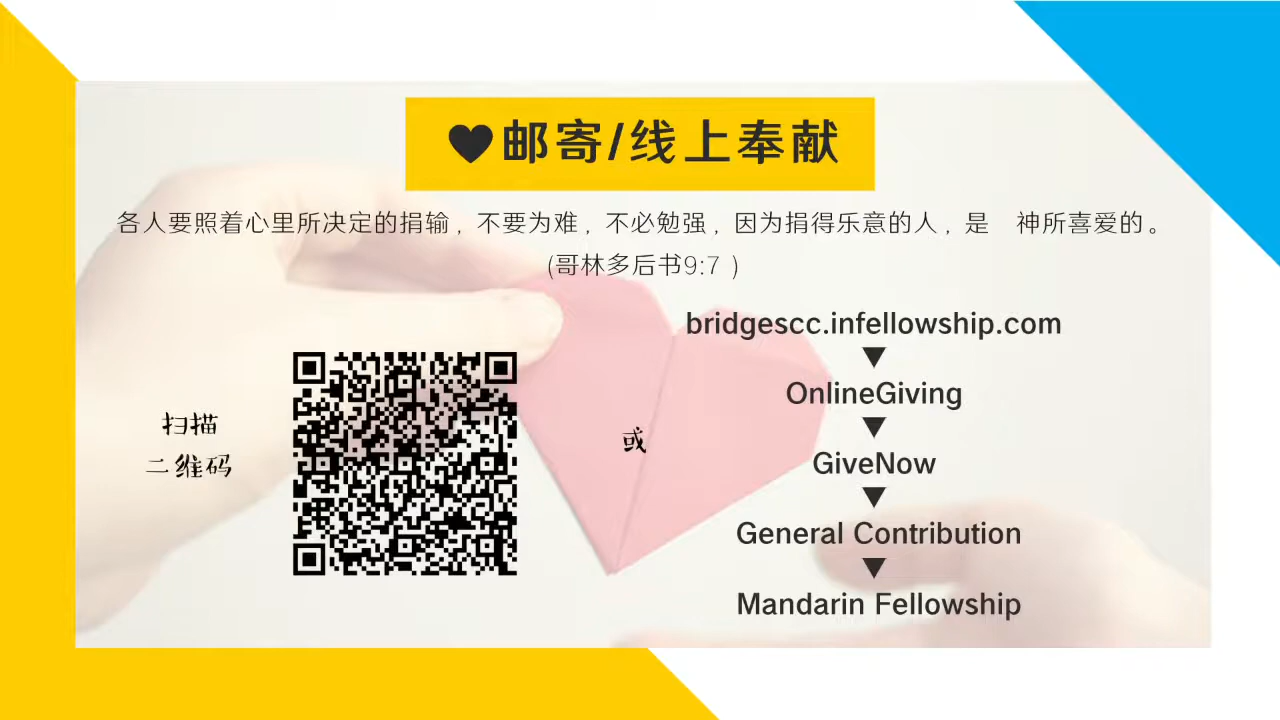 邮寄/线上奉献
各人要照着心里所决定的捐输，不要为难，不必勉强，因为捐得乐意的人，是　神所喜爱的。
(哥林多后书9:7 )
扫描
二维码
或
bridgescc.infellowship.com
OnlineGiving
GiveNow
General Contribution
Mandarin Fellowship